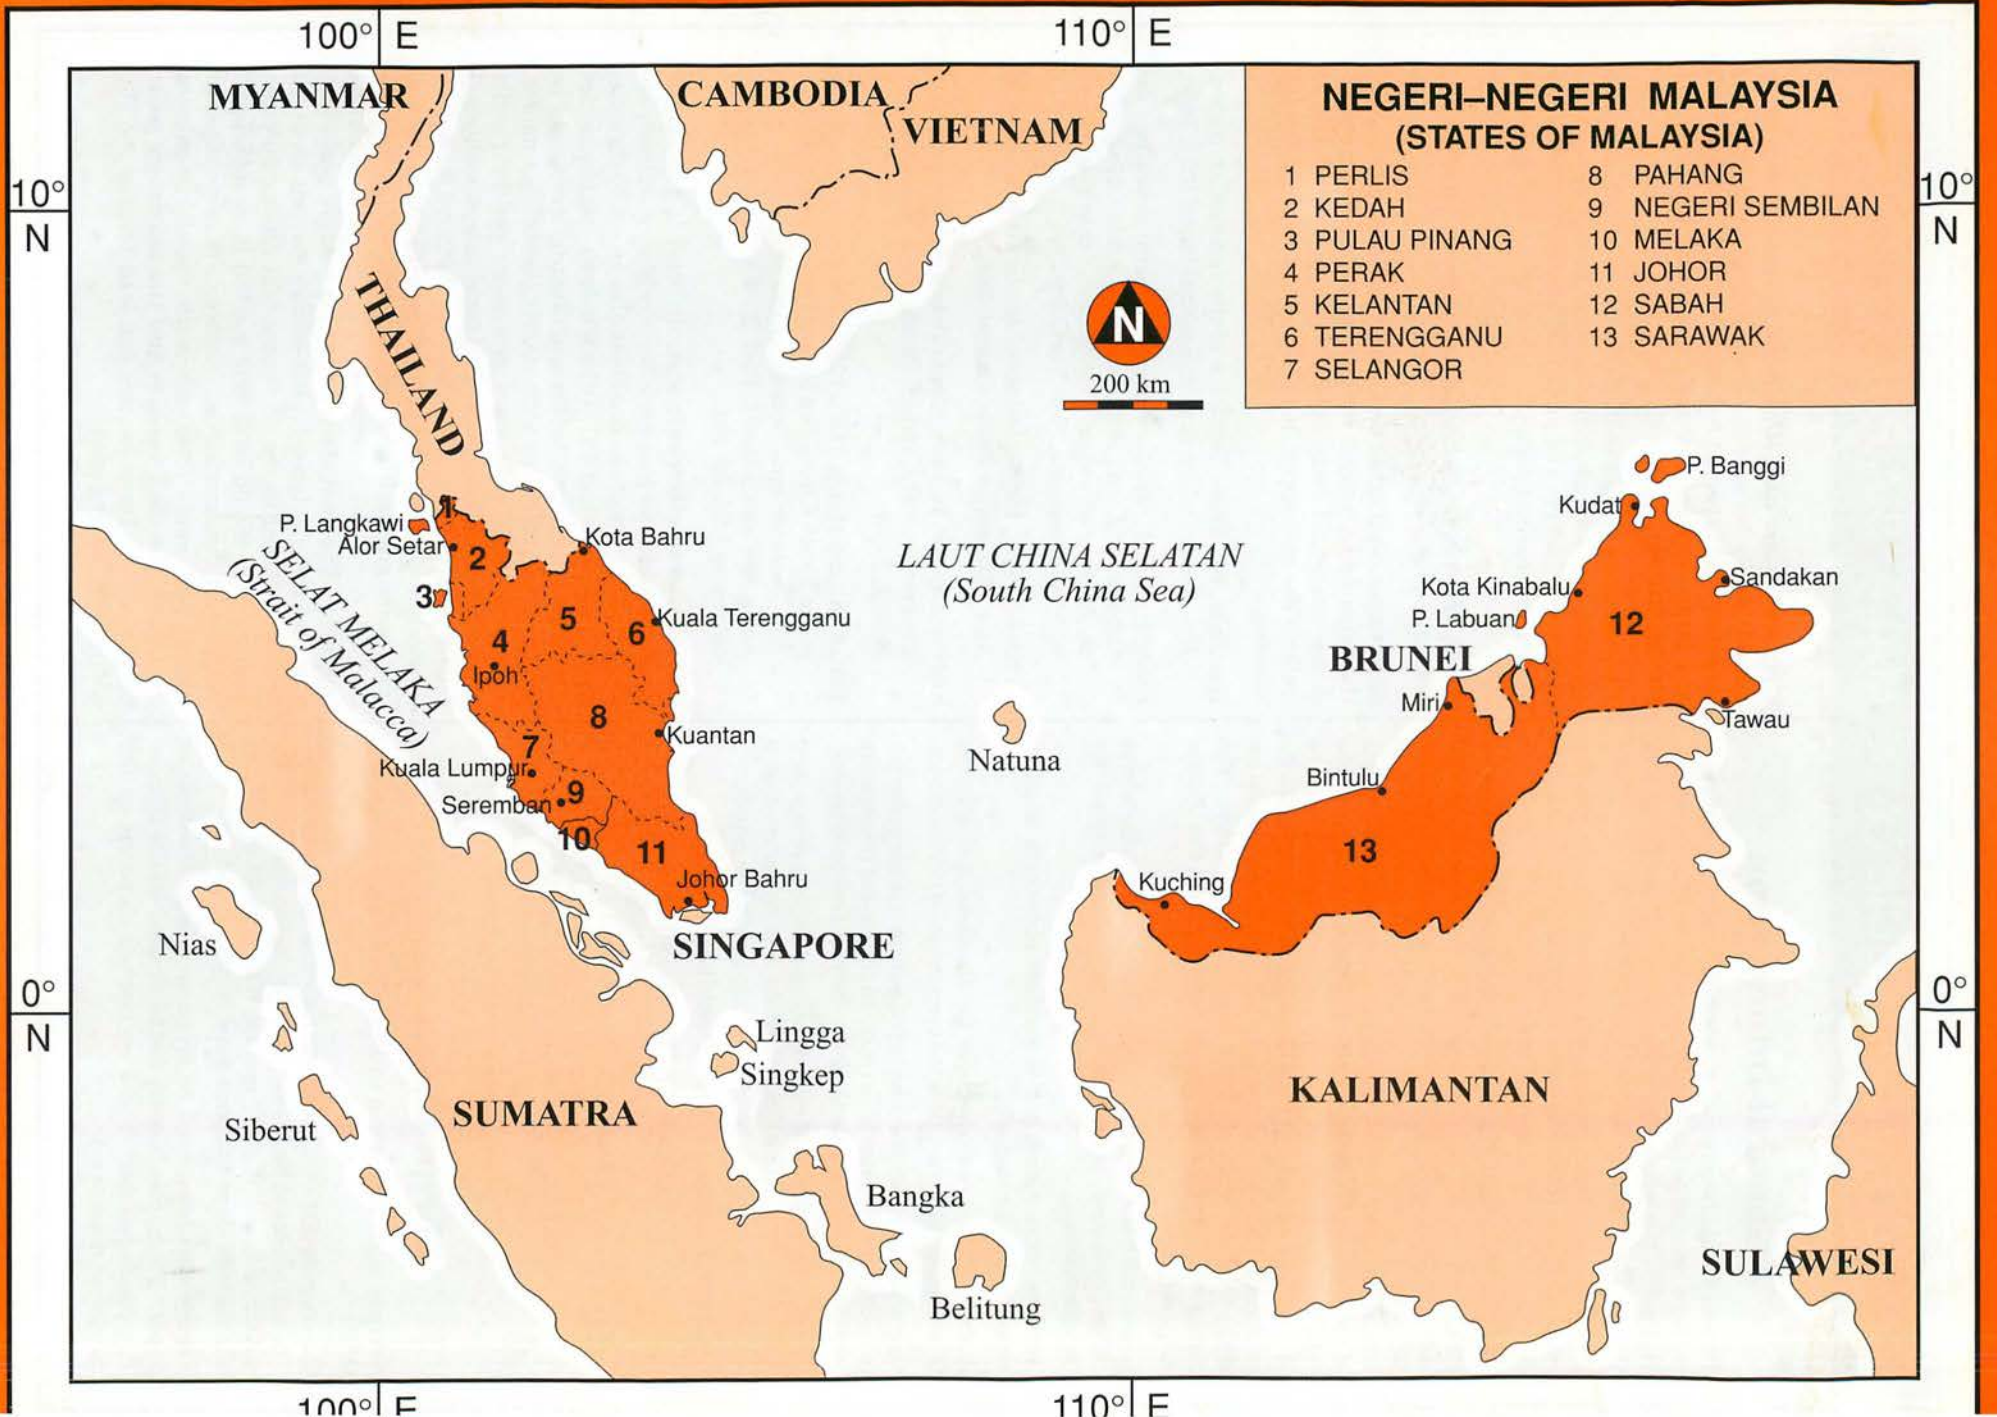 100° E
110° E
MYANMAR
CAMBODIA
VIETNAM
NEGERI–NEGERI MALAYSIA
(STATES OF MALAYSIA)
1 PERLIS
2 KEDAH
3 PULAU PINANG
4 PERAK
5 KELANTAN
6 TERENGGANU
7 SELANGOR
8 PAHANG
9 NEGERI SEMBILAN
10 MELAKA
11 JOHOR
12 SABAH
13 SARAWAK
10°
N
10°
N
THAILAND
N
200 km
P. Banggi
Kudat
1
P. Langkawi
Alor Setar
2
Kota Bahru
SELAT MELAKA
(Strait of Malacca)
LAUT CHINA SELATAN
(South China Sea)
Sandakan
Kota Kinabalu
3
P. Labuan
12
5
Kuala Terengganu
6
4
Ipoh
BRUNEI
Miri
8
Tawau
Kuantan
7
Natuna
Kuala Lumpur
Bintulu
9
Seremban
10
11
13
Johor Bahru
Kuching
Nias
SINGAPORE
0°
N
0°
N
Lingga
Singkep
KALIMANTAN
SUMATRA
Siberut
Bangka
SULAWESI
Belitung
100° E
110° E